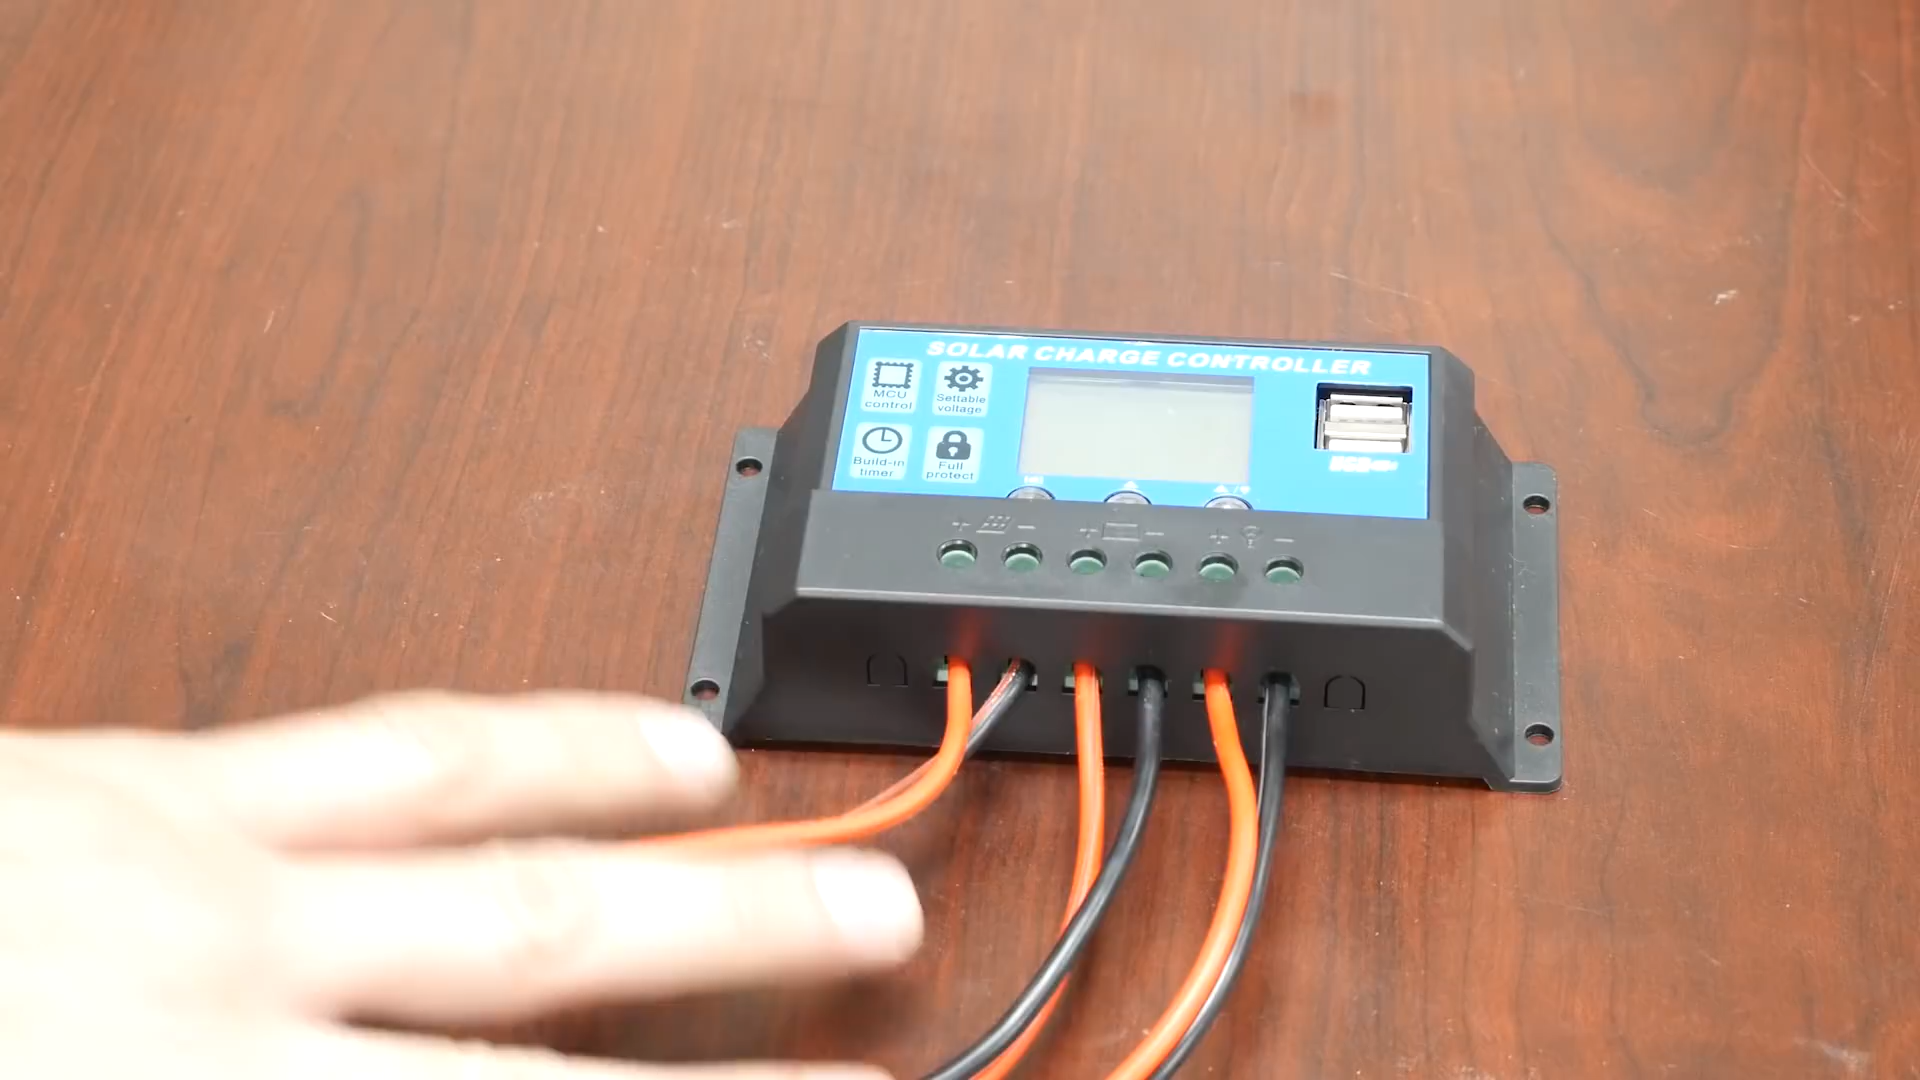 SOLAR CHARGE CONTROLLER
MCU
control
Settable
voltage
Build-in
timer
Full
protect